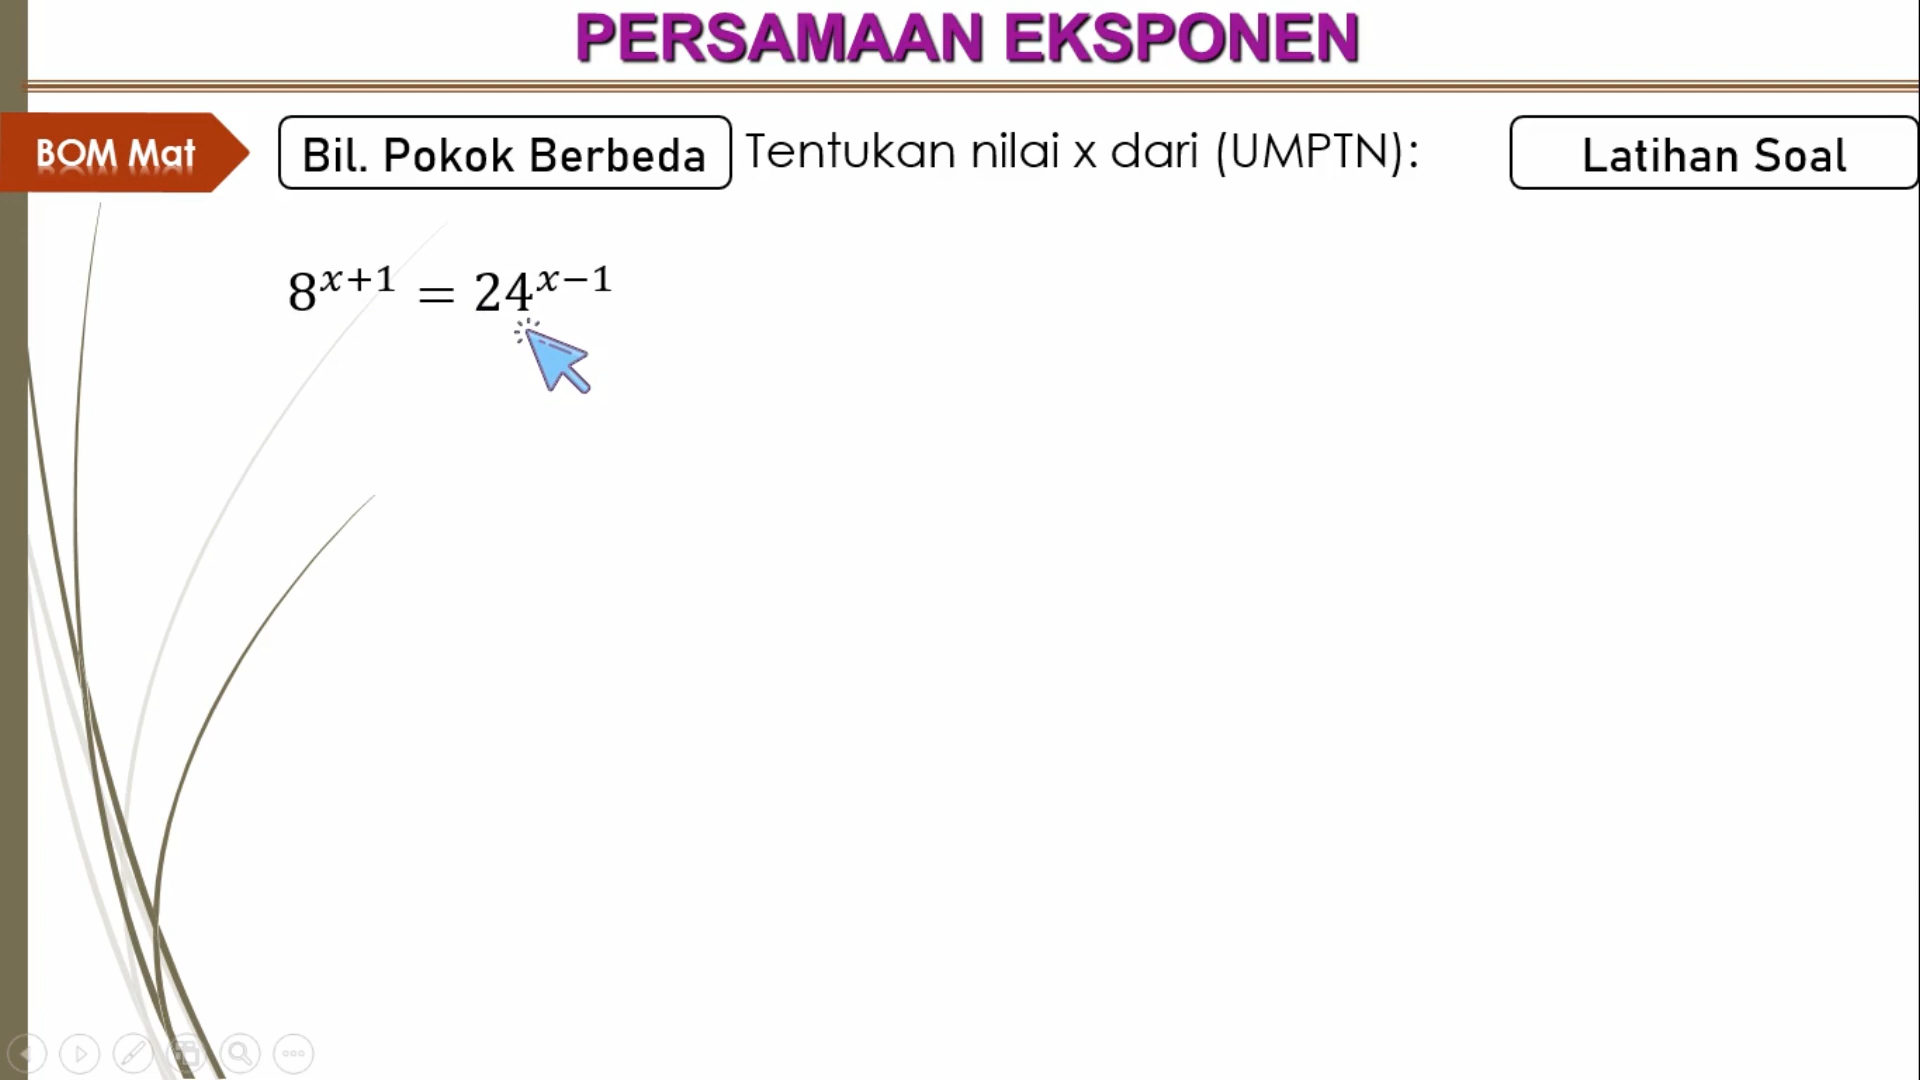 PERSAMAAN EKSPONEN
BOM Mat
Bil. Pokok Berbeda
Tentukan nilai x dari (UMPTN):
Latihan Soal
8^{x+1} = 24^{x−1}